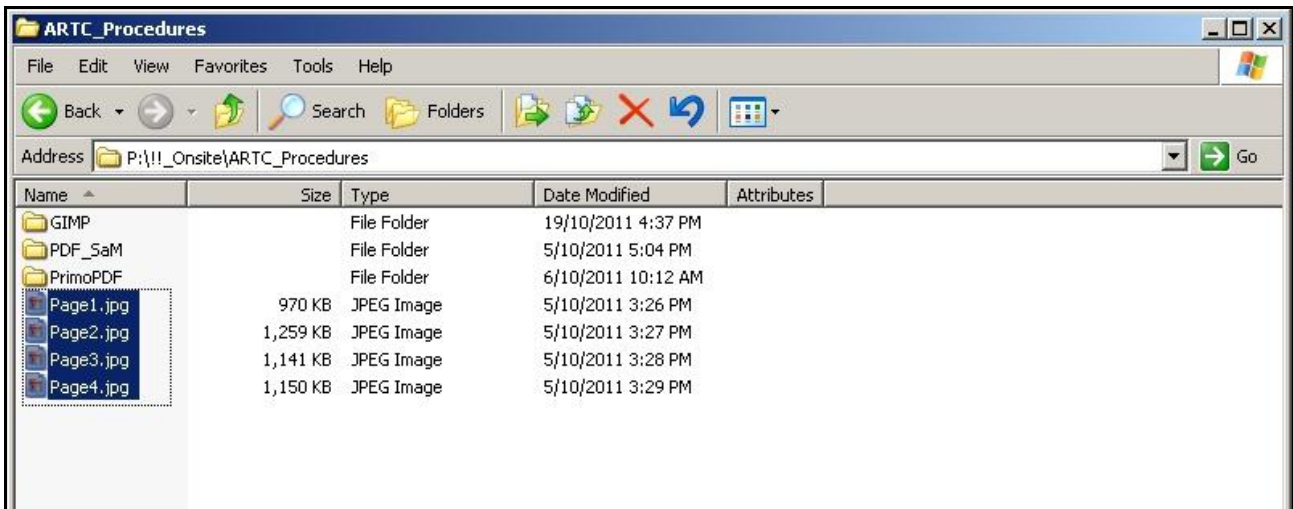 ARTC_Procedures
File Edit View Favorites Tools Help
Back Search Folders
Address P:\!!_Onsite\ARTC_Procedures Go
Name Size Type Date Modified Attributes
GIMP File Folder 19/10/2011 4:37 PM
PDF_SaM File Folder 5/10/2011 5:04 PM
PrimoPDF File Folder 6/10/2011 10:12 AM
Page1.jpg 970 KB JPEG Image 5/10/2011 3:26 PM
Page2.jpg 1,259 KB JPEG Image 5/10/2011 3:27 PM
Page3.jpg 1,141 KB JPEG Image 5/10/2011 3:28 PM
Page4.jpg 1,150 KB JPEG Image 5/10/2011 3:29 PM